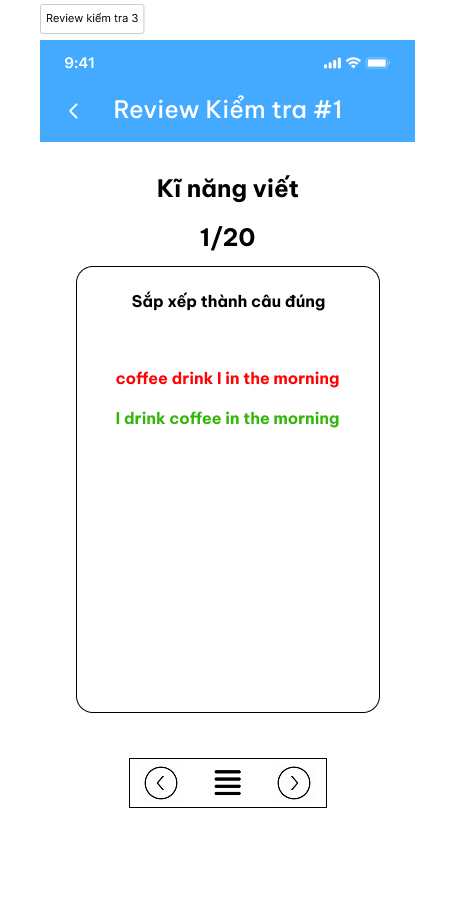 Review kiểm tra 3
9:41
Review Kiểm tra #1
Kĩ năng viết
1/20
Sắp xếp thành câu đúng
coffee drink I in the morning
I drink coffee in the morning